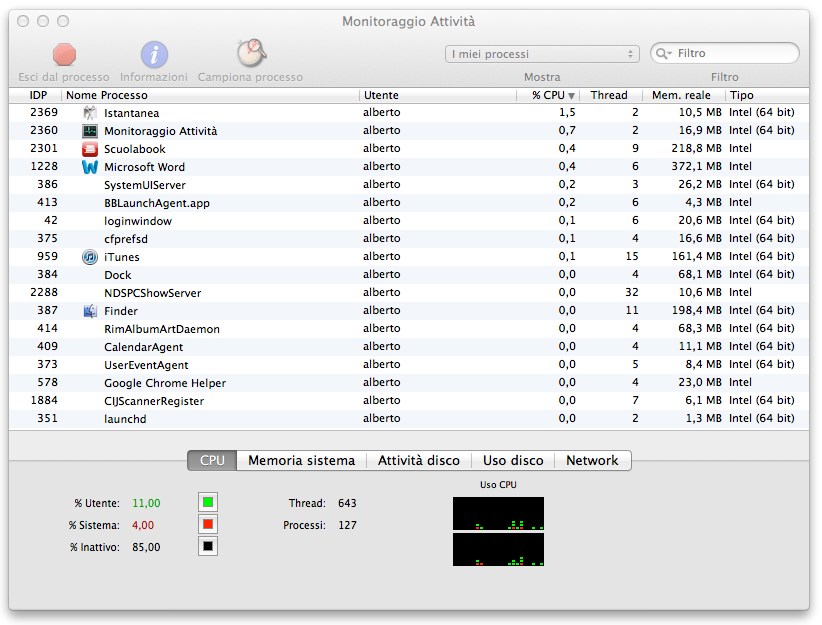 Monitoraggio Attività
Esci dal processo Informazioni Campiona processo
I miei processi
Mostra
Filtro
Filtro
IDP Nome Processo Utente % CPU Thread Mem. reale Tipo
2369 Istantanea alberto 1,5 2 10,5 MB Intel (64 bit)
2360 Monitoraggio Attività alberto 0,7 2 16,9 MB Intel (64 bit)
2301 Scuolabook alberto 0,4 9 218,8 MB Intel
1228 Microsoft Word alberto 0,4 6 372,1 MB Intel
386 SystemUIServer alberto 0,2 3 26,2 MB Intel (64 bit)
413 BBLaunchAgent.app alberto 0,2 6 4,3 MB Intel
42 loginwindow alberto 0,1 6 20,6 MB Intel (64 bit)
375 cfprefsd alberto 0,1 4 16,6 MB Intel (64 bit)
959 iTunes alberto 0,1 15 161,4 MB Intel (64 bit)
384 Dock alberto 0,0 4 68,1 MB Intel (64 bit)
2288 NDSPCShowServer alberto 0,0 32 10,6 MB Intel
387 Finder alberto 0,0 11 198,4 MB Intel (64 bit)
414 RimAlbumArtDaemon alberto 0,0 4 68,3 MB Intel (64 bit)
409 CalendarAgent alberto 0,0 4 11,1 MB Intel (64 bit)
373 UserEventAgent alberto 0,0 5 8,4 MB Intel (64 bit)
578 Google Chrome Helper alberto 0,0 4 23,0 MB Intel
1884 CIJScannerRegister alberto 0,0 7 6,1 MB Intel (64 bit)
351 launchd alberto 0,0 2 1,3 MB Intel (64 bit)
CPU Memoria sistema Attività disco Uso disco Network
% Utente: 11,00
% Sistema: 4,00
% Inattivo: 85,00
Thread: 643
Processi: 127
Uso CPU